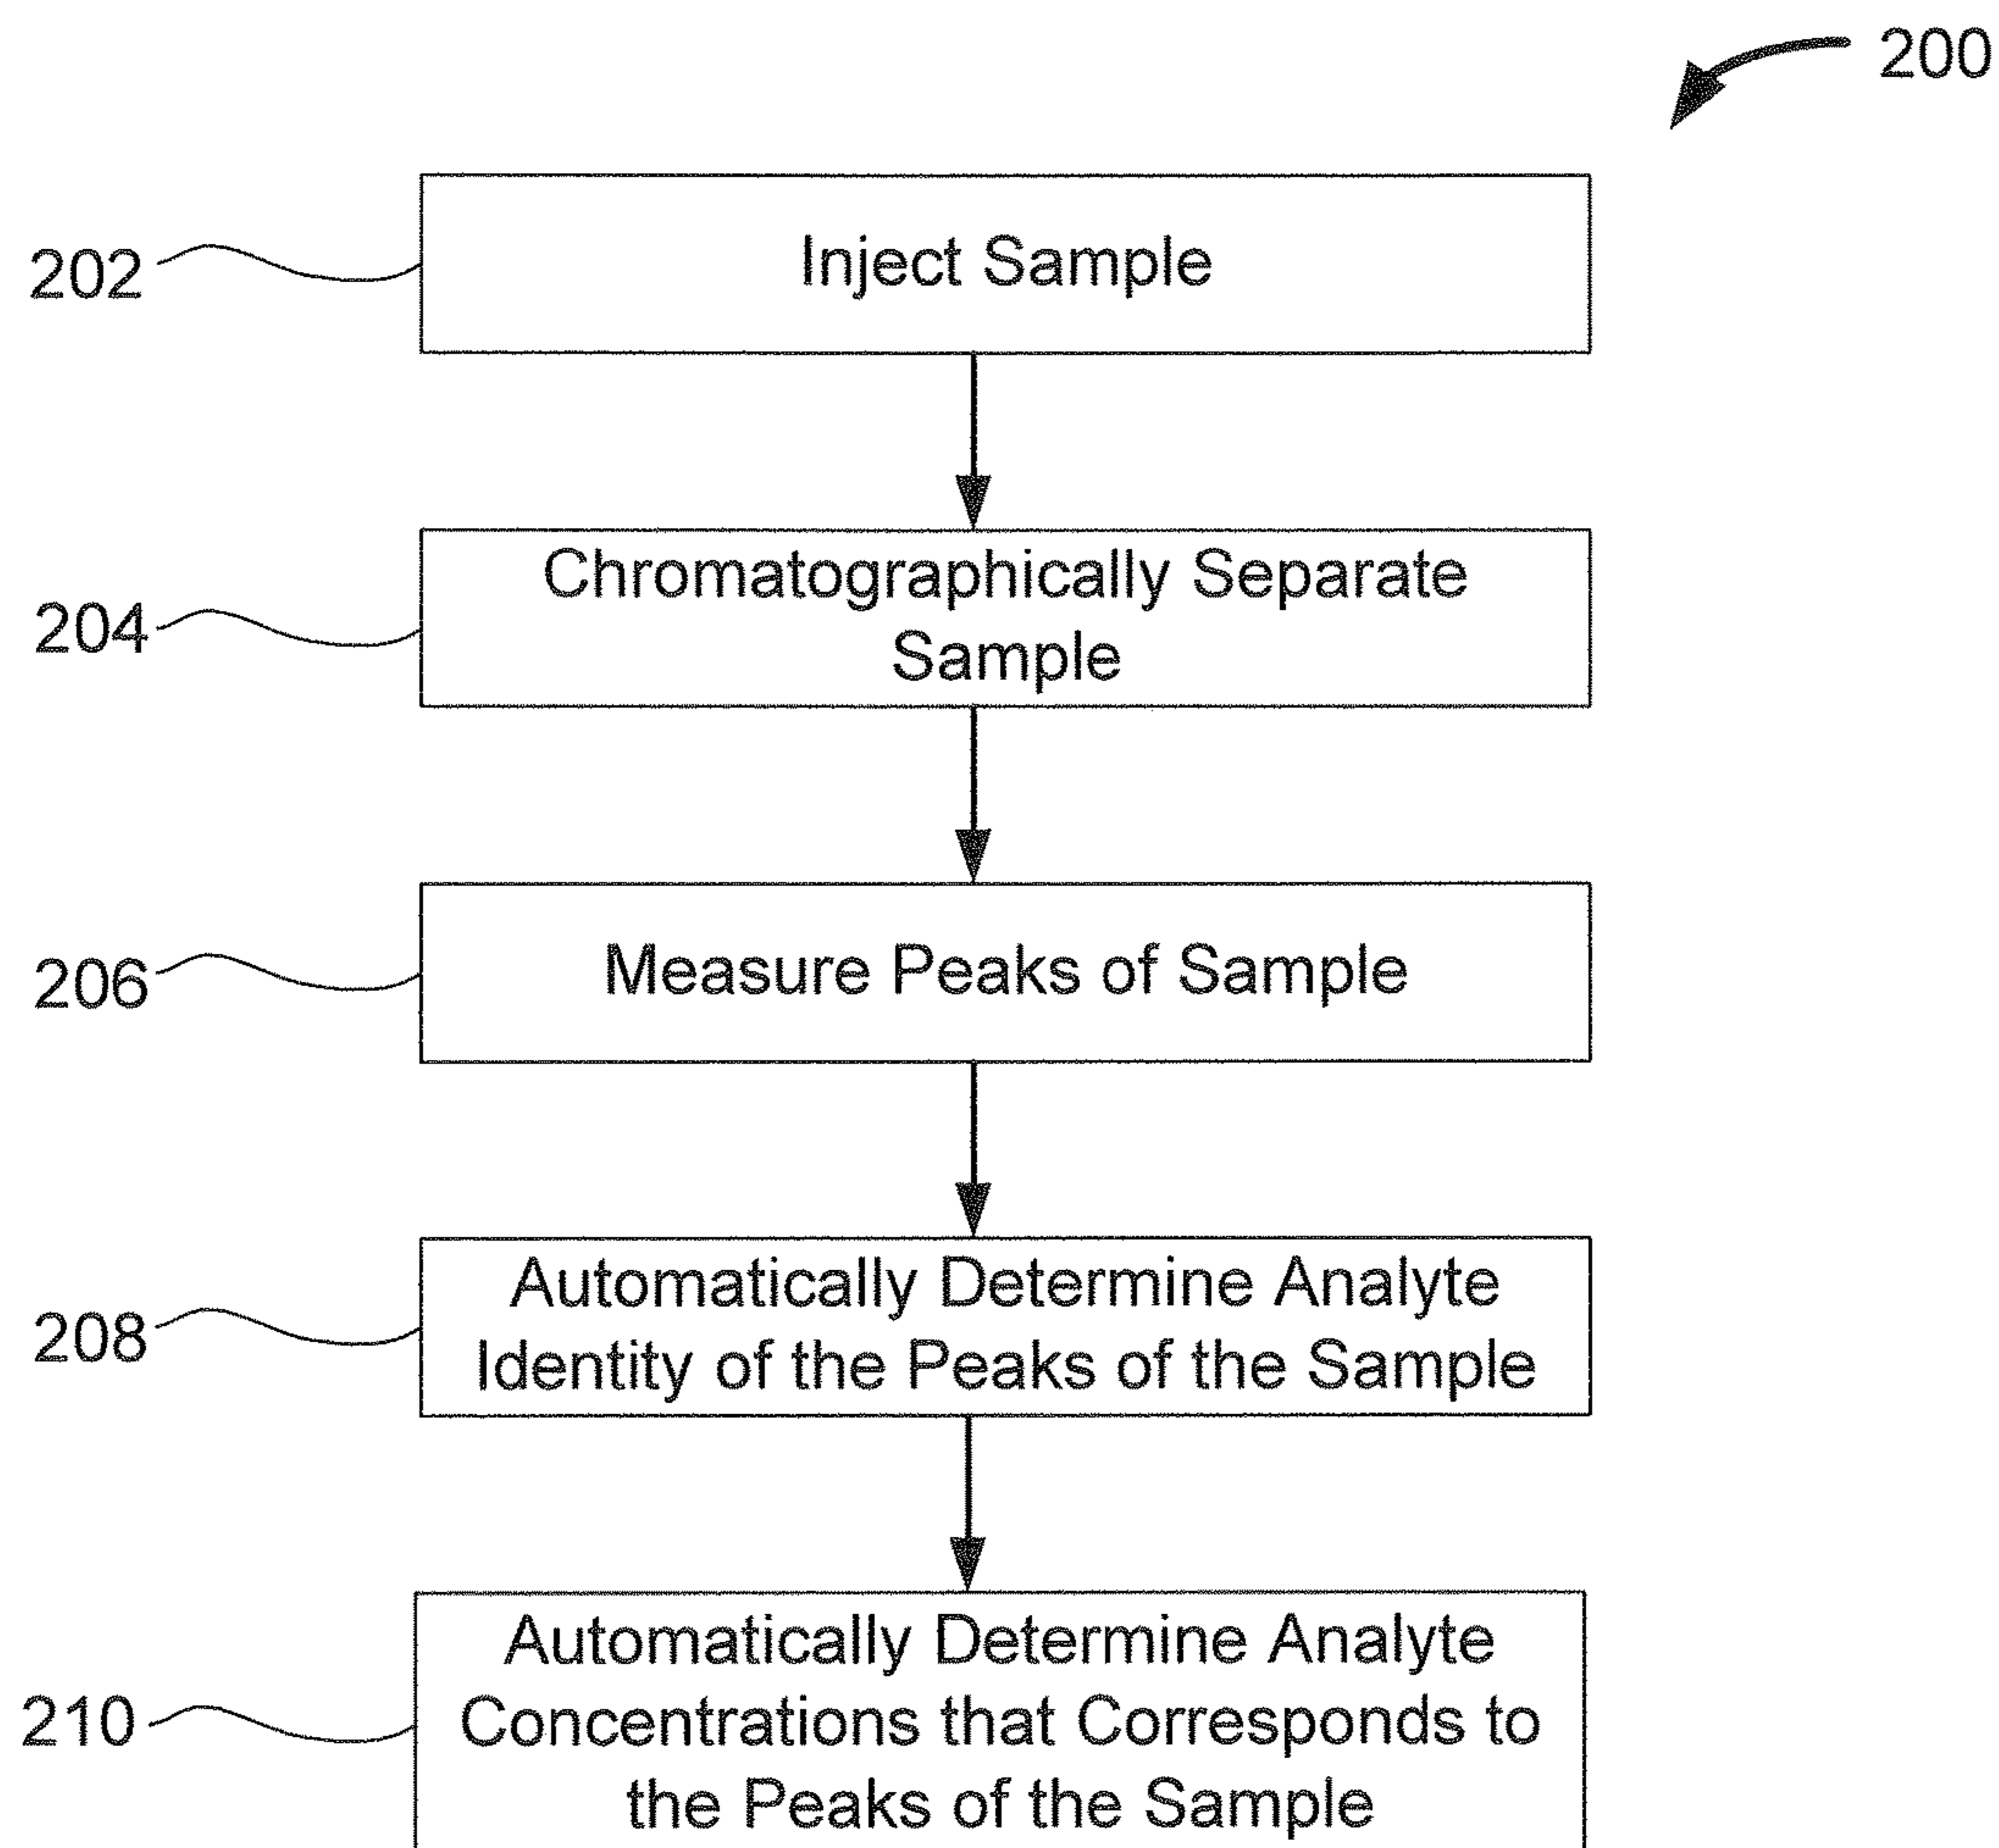 200
202
Inject Sample
204
Chromatographically Separate
Sample
206
Measure Peaks of Sample
208
Automatically Determine Analyte
Identity of the Peaks of the Sample
210
Automatically Determine Analyte
Concentrations that Corresponds to
the Peaks of the Sample